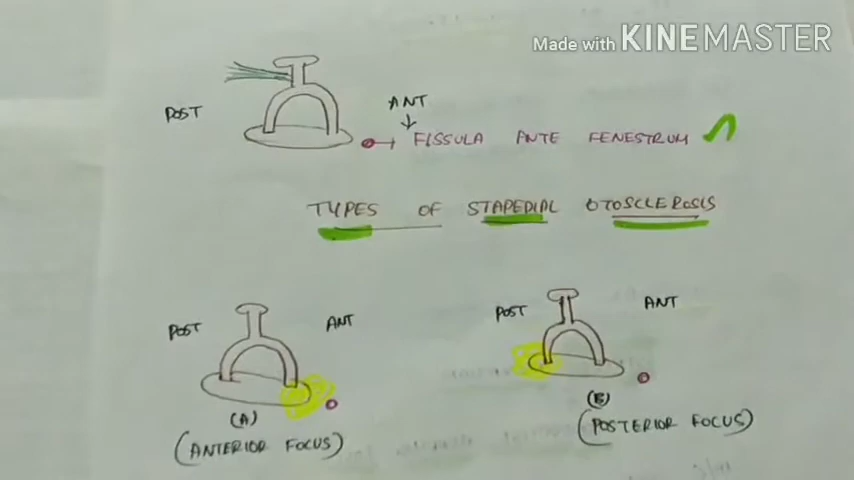 Made with KINEMASTER
POST
ANT
FISSULA ANTE FENESTRUM
TYPES OF STAPEDIAL OTOSCLEROSIS
POST
ANT
POST
ANT
(A)
(ANTERIOR FOCUS)
(B)
(POSTERIOR FOCUS)